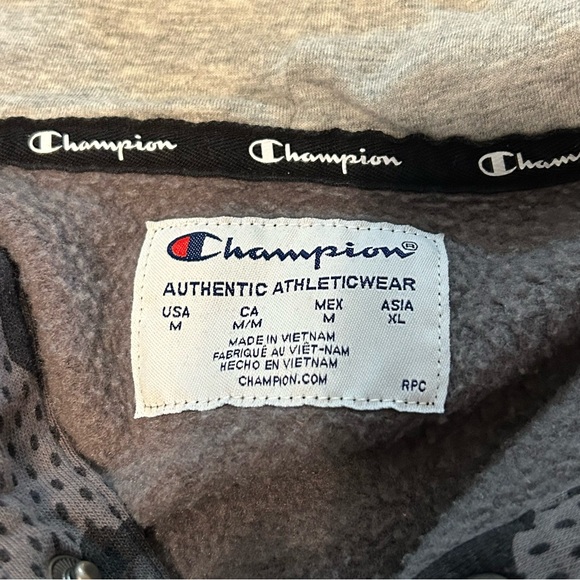 Champion Champion Cham
Champion®
AUTHENTIC ATHLETICWEAR
USA CA MEX ASIA
M M/M M XL
MADE IN VIETNAM
FABRIQUÉ AU VIÊT-NAM
HECHO EN VIETNAM
CHAMPION.COM
RPC